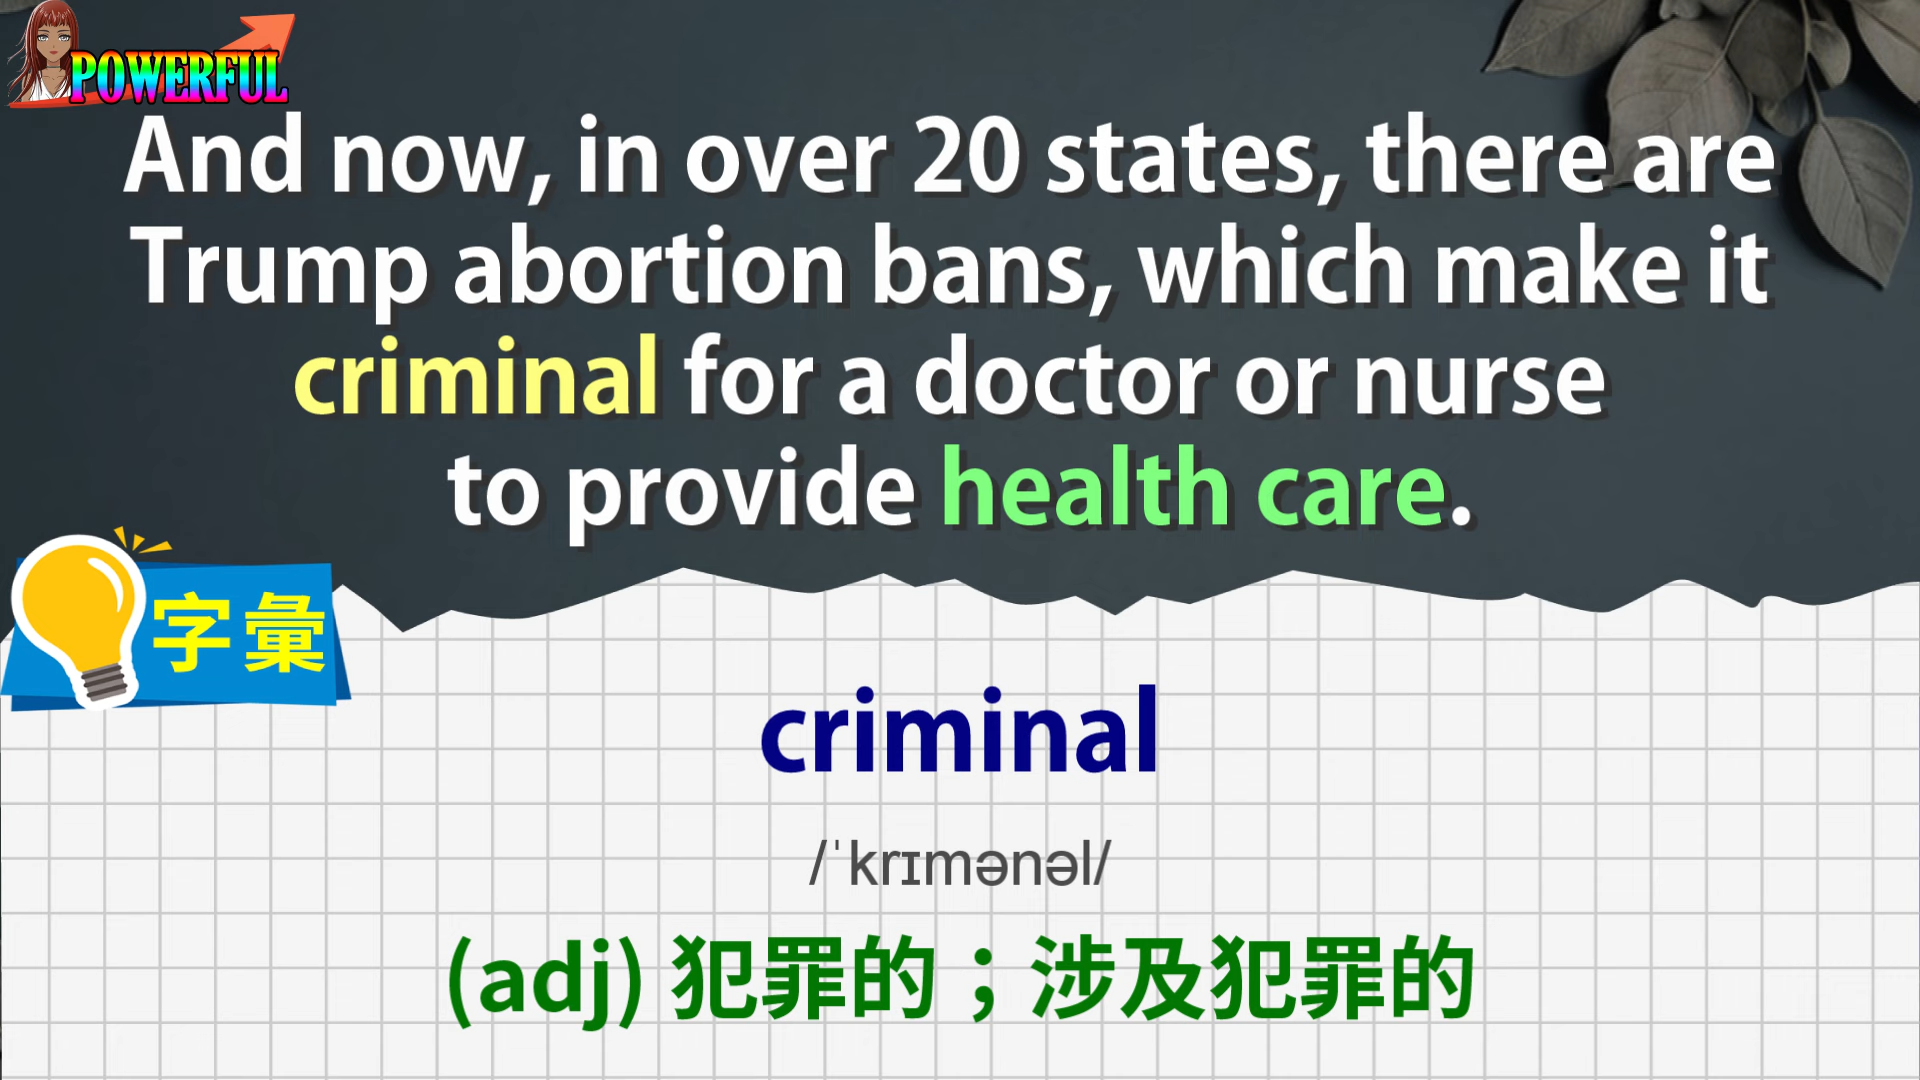 POWERFUL
And now, in over 20 states, there are
Trump abortion bans, which make it
criminal for a doctor or nurse
to provide health care.
字彙
criminal
/ˈkrɪmənəl/
(adj) 犯罪的；涉及犯罪的